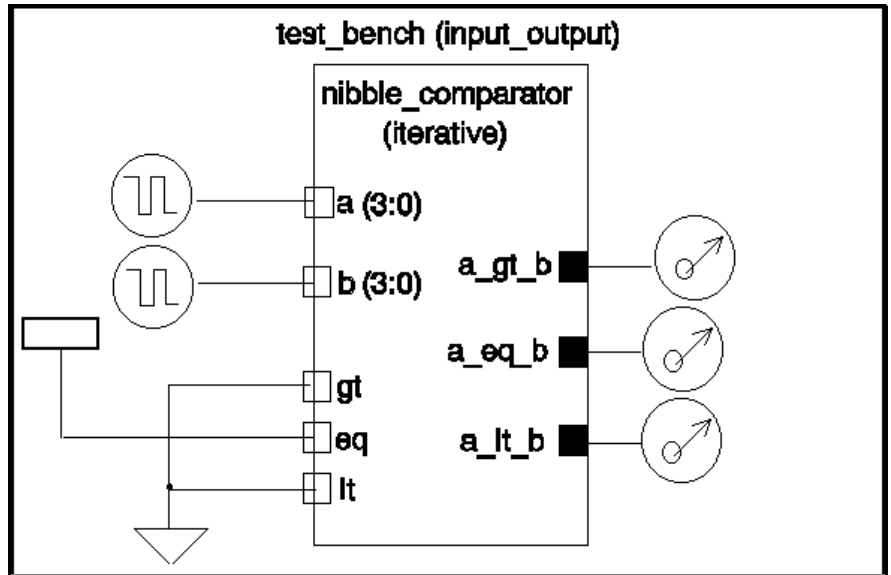 test_bench (input_output)
nibble_comparator
(iterative)
a (3:0)
b (3:0)
gt
eq
lt
a_gt_b
a_eq_b
a_lt_b